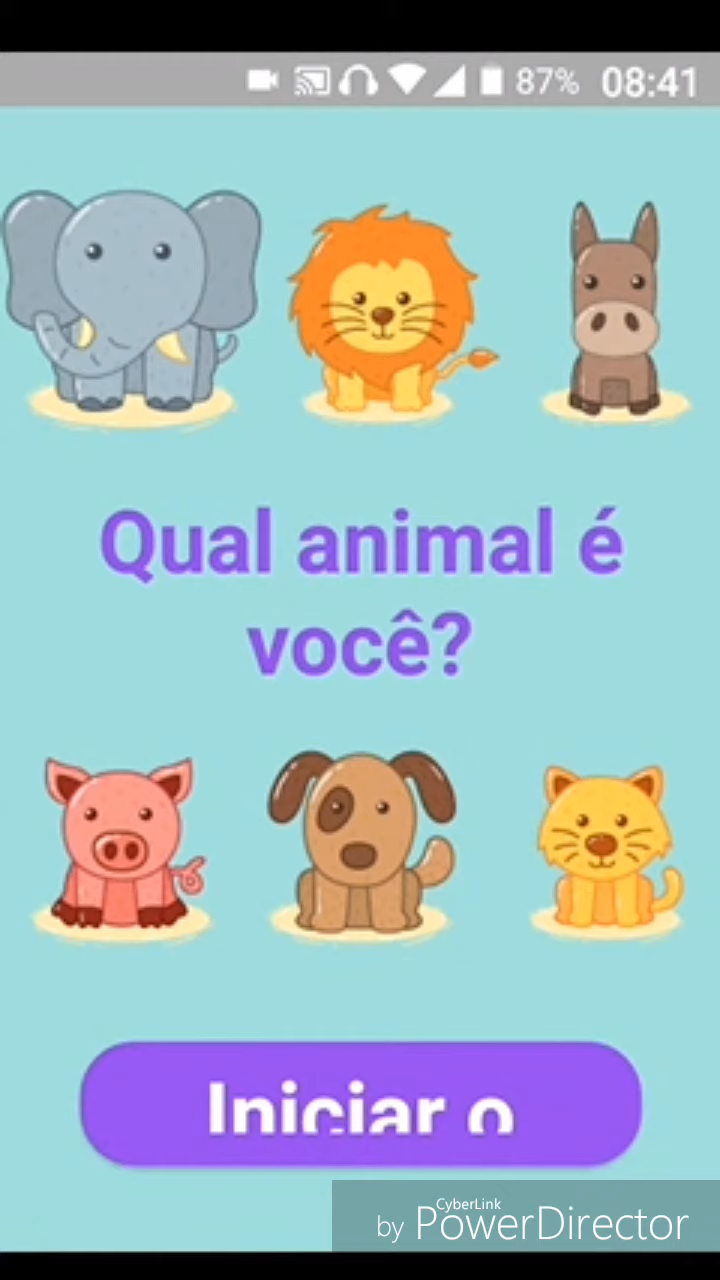 87% 08:41
Qual animal é
você?
Iniciar o
CyberLink
by PowerDirector